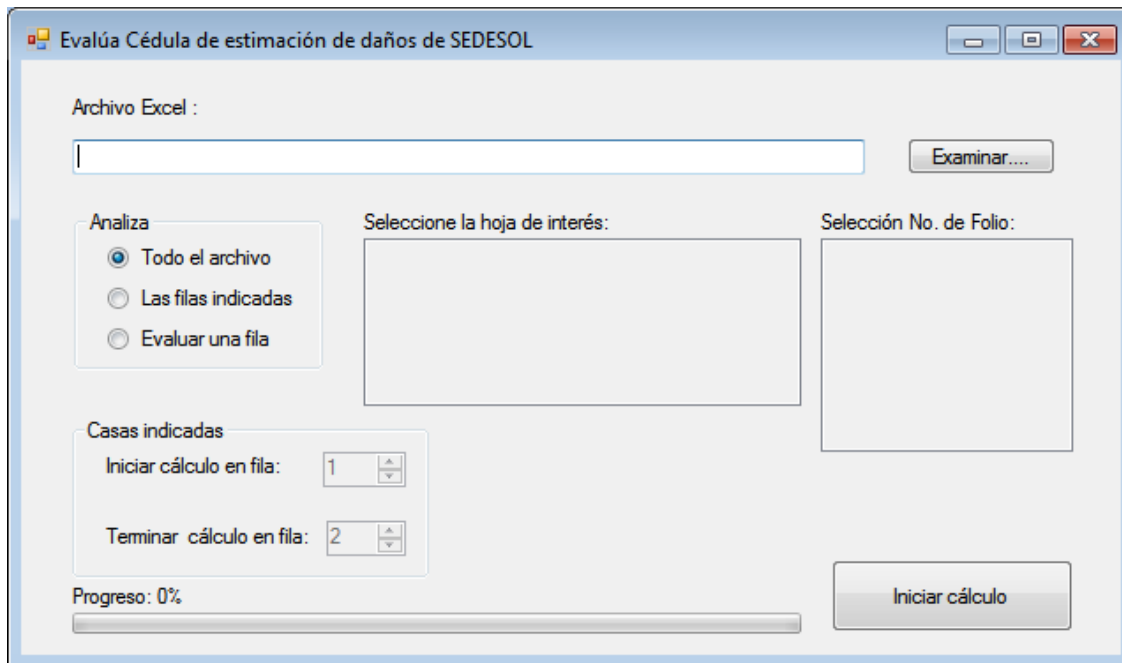 Evalúa Cédula de estimación de daños de SEDESOL
Archivo Excel :
Examinar....
Analiza
Todo el archivo
Las filas indicadas
Evaluar una fila
Seleccione la hoja de interés:
Selección No. de Folio:
Casas indicadas
Iniciar cálculo en fila: 1
Terminar cálculo en fila: 2
Progreso: 0%
Iniciar cálculo